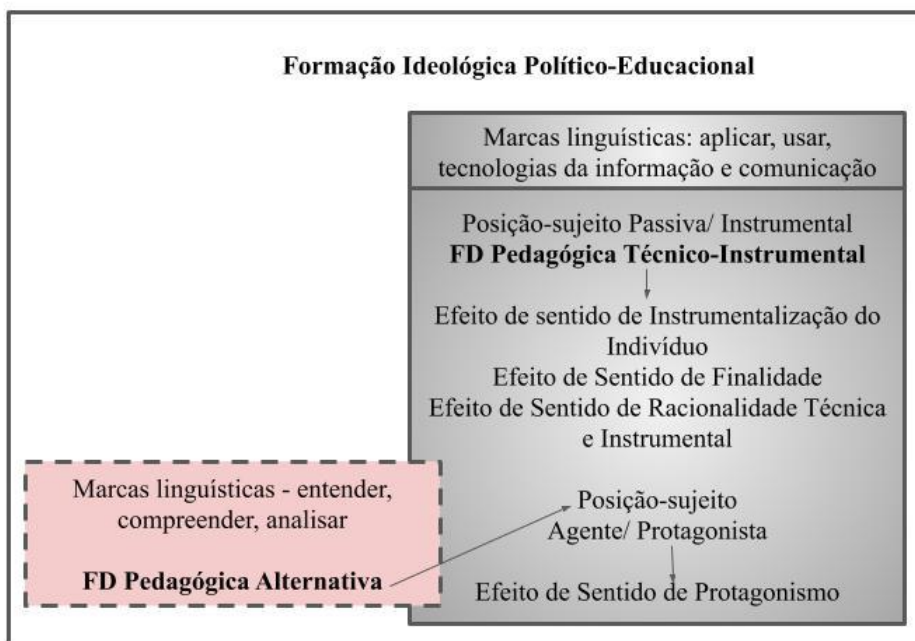 Formação Ideológica Político-Educacional
Marcas linguísticas: aplicar, usar,
tecnologias da informação e comunicação
Posição-sujeito Passiva/ Instrumental
FD Pedagógica Técnico-Instrumental
Efeito de sentido de Instrumentalização do
Indivíduo
Efeito de Sentido de Finalidade
Efeito de Sentido de Racionalidade Técnica
e Instrumental
Marcas linguísticas - entender,
compreender, analisar
FD Pedagógica Alternativa
Posição-sujeito
Agente/ Protagonista
Efeito de Sentido de Protagonismo